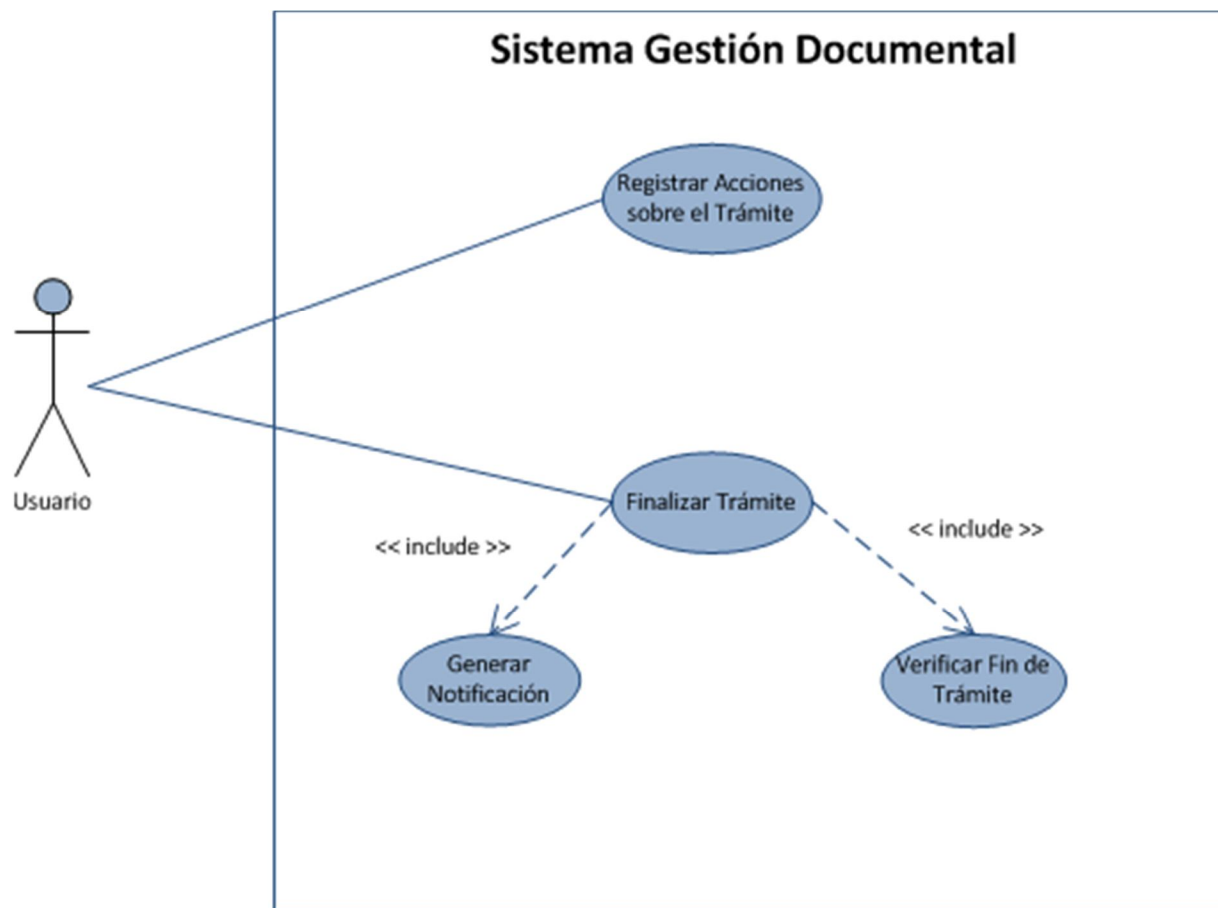 Sistema Gestión Documental
Registrar Acciones
sobre el Trámite
Usuario
Finalizar Trámite
<< include >>
<< include >>
Generar
Notificación
Verificar Fin de
Trámite